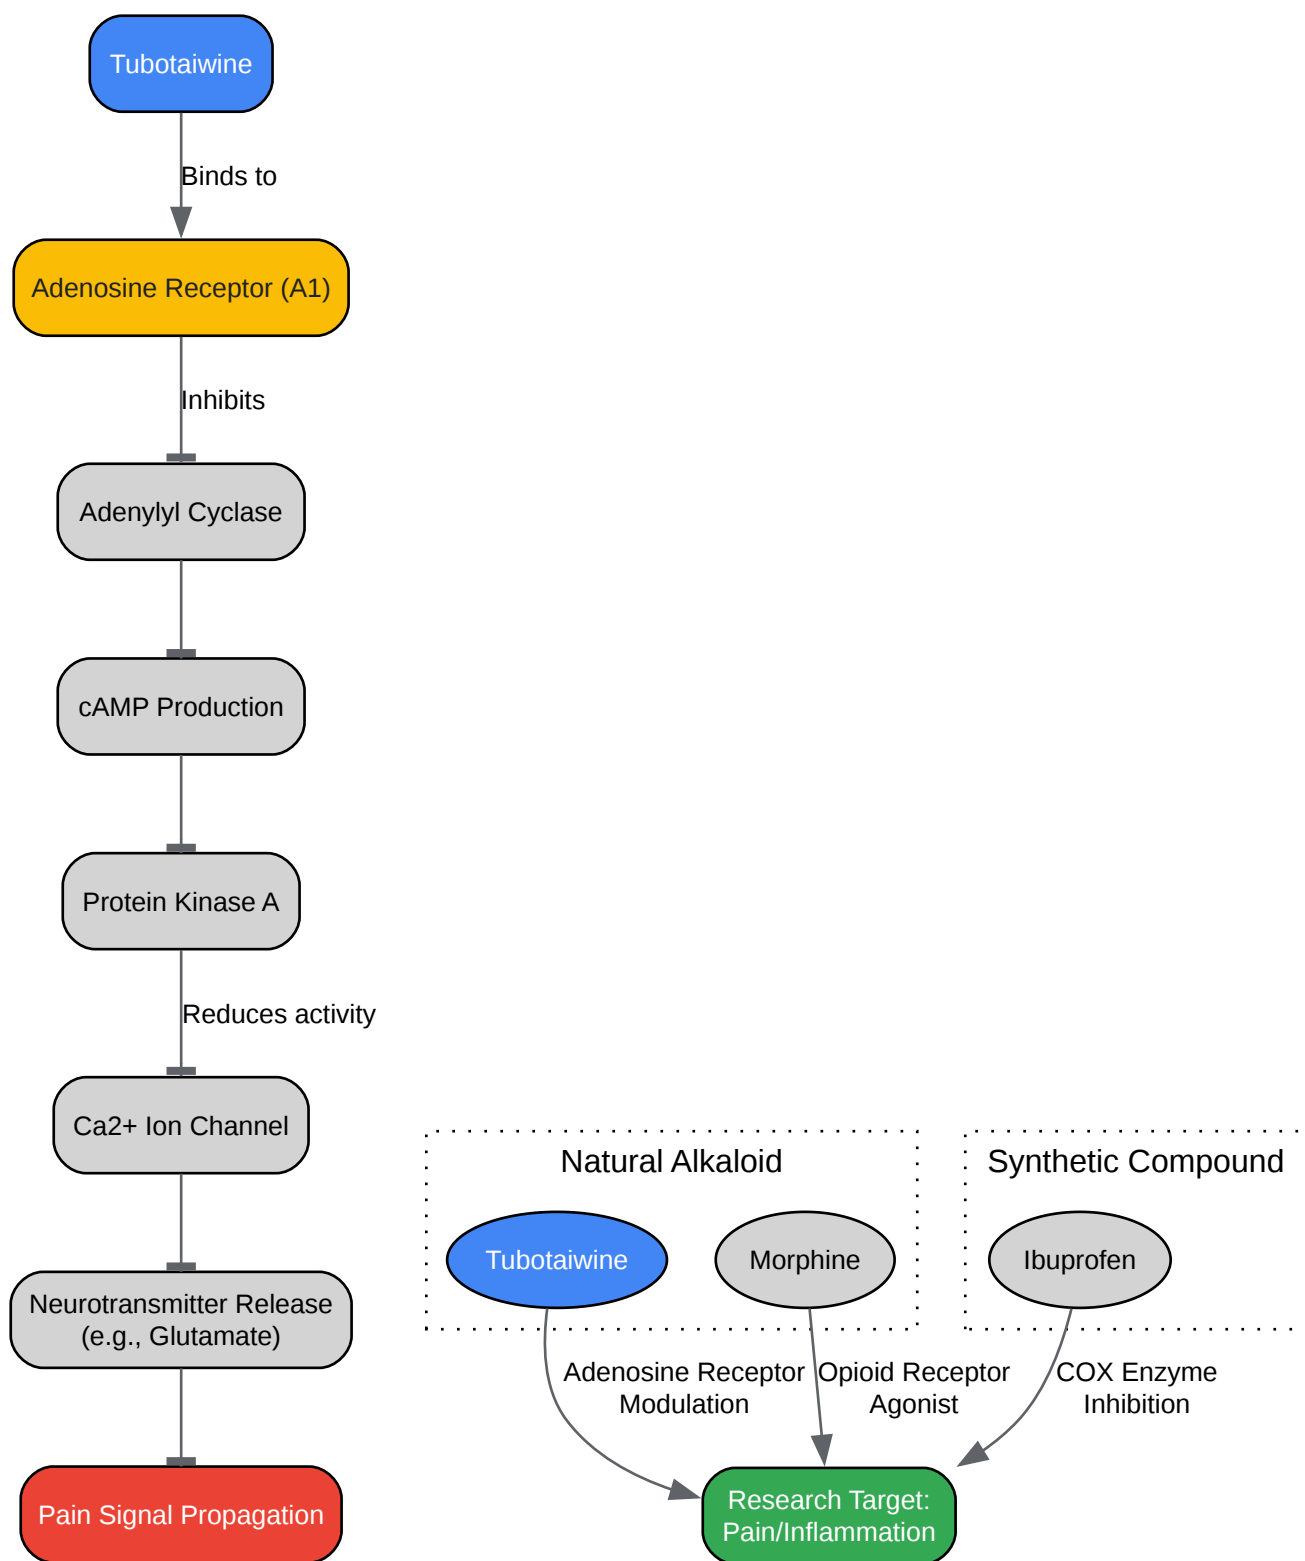 Tubotaiwine
Binds to
Adenosine Receptor (A1)
Inhibits
Adenylyl Cyclase
cAMP Production
Protein Kinase A
Reduces activity
Ca2+ Ion Channel
Neurotransmitter Release
(e.g., Glutamate)
Pain Signal Propagation
Natural Alkaloid
Tubotaiwine
Morphine
Synthetic Compound
Ibuprofen
Adenosine Receptor
Modulation
Opioid Receptor
Agonist
COX Enzyme
Inhibition
Research Target:
Pain/Inflammation